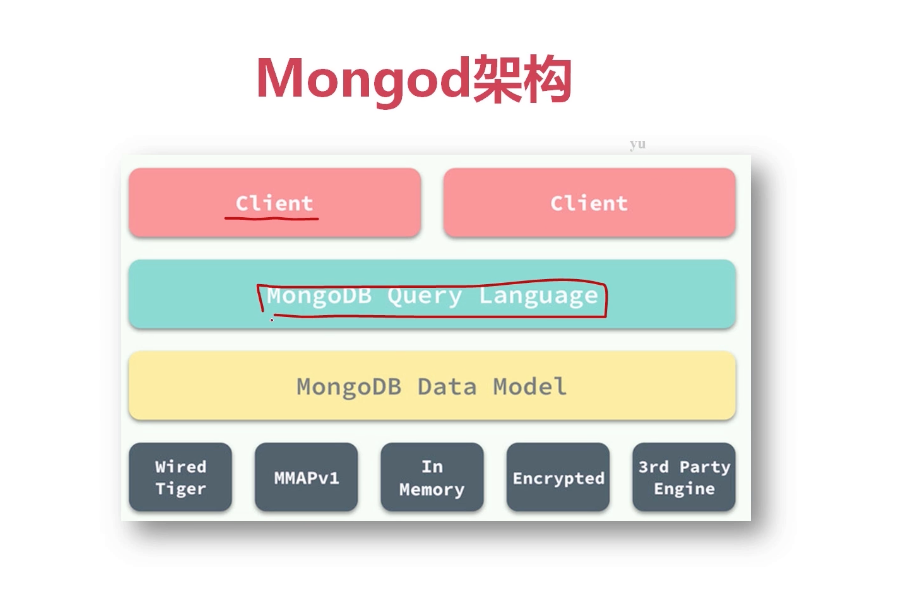 Mongod架构
yu
Client
Client
MongoDB Query Language
MongoDB Data Model
Wired
Tiger
MMAPv1
In
Memory
Encrypted
3rd Party
Engine